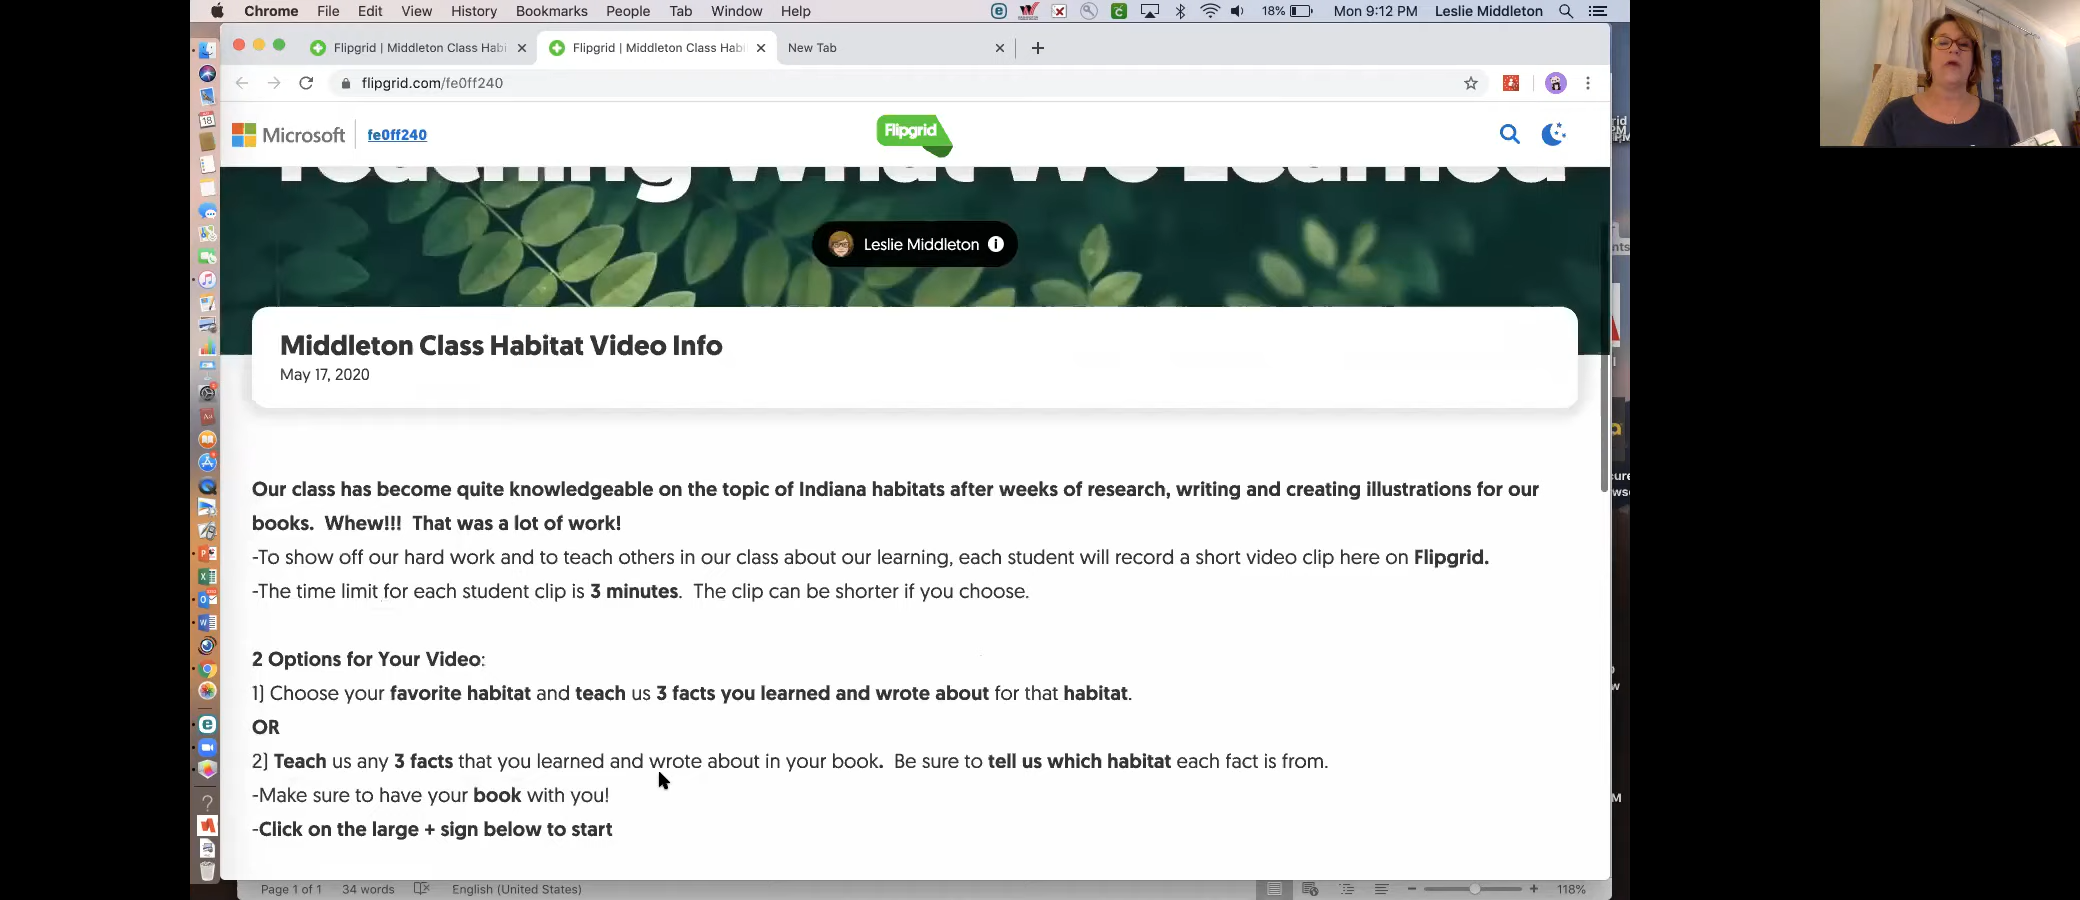 Chrome File Edit View History Bookmarks People Tab Window Help 18% Mon 9:12 PM Leslie Middleton
Flipgrid | Middleton Class Habi Flipgrid | Middleton Class Habi New Tab
flipgrid.com/fe0ff240
Microsoft fe0ff240 Flipgrid
Teaching What We Learned
Leslie Middleton
Middleton Class Habitat Video Info
May 17, 2020
Our class has become quite knowledgeable on the topic of Indiana habitats after weeks of research, writing and creating illustrations for our
books. Whew!!! That was a lot of work!
-To show off our hard work and to teach others in our class about our learning, each student will record a short video clip here on Flipgrid.
-The time limit for each student clip is 3 minutes. The clip can be shorter if you choose.
2 Options for Your Video:
1) Choose your favorite habitat and teach us 3 facts you learned and wrote about for that habitat.
OR
2) Teach us any 3 facts that you learned and wrote about in your book. Be sure to tell us which habitat each fact is from.
-Make sure to have your book with you!
-Click on the large + sign below to start
Page 1 of 1 34 words English (United States) 118%